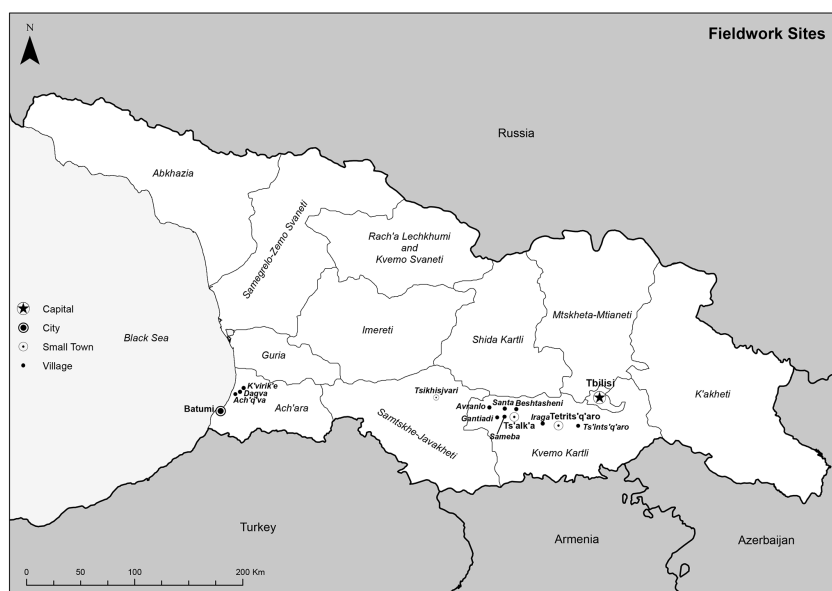 Fieldwork Sites
N
Russia
Abkhazia
Samegrelo-Zemo Svaneti
Rach'a Lechkhumi
and
Kvemo Svaneti
Mtskheta-Mtianeti
Capital
City
Small Town
Village
Black Sea
Imereti
Shida Kartli
Guria
K'akheti
Tbilisi
K'virik'e
Dagva
Ach'q'va
Batumi
Ach'ara
Tsikhisjvari
Samtskhe-Javakheti
Avranlo
Santa
Beshtasheni
Gantiadi
Sameba
Ts'alk'a
Iraga
Tetrits'q'aro
Ts'ints'q'aro
Kvemo Kartli
Turkey
Armenia
Azerbaijan
0 50 100 200 Km